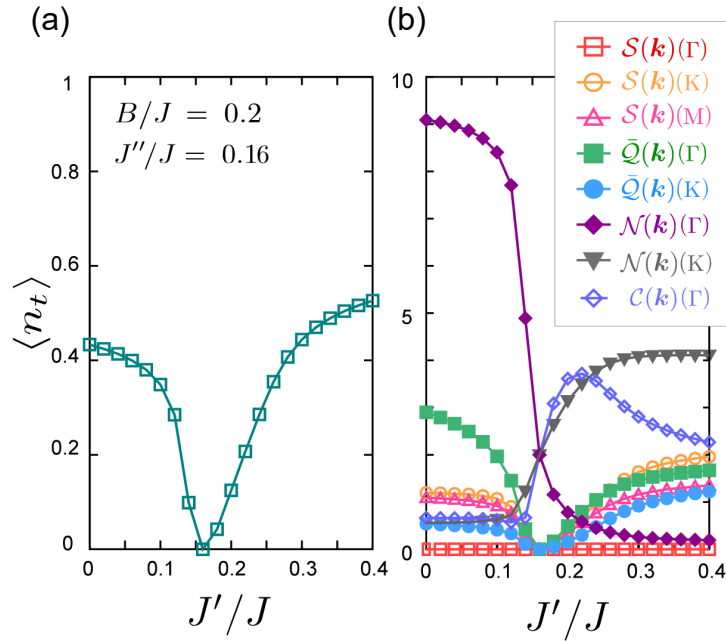 (a)
(b)
B/J = 0.2
J''/J = 0.16
⟨n_t⟩
1
0.8
0.6
0.4
0.2
0
0
0.1
0.2
0.3
0.4
J'/J
10
5
0
0
0.1
0.2
0.3
0.4
J'/J
𝒮(𝒌)(Γ)
𝒮(𝒌)(K)
𝒮(𝒌)(M)
𝒬̄(𝒌)(Γ)
𝒬̄(𝒌)(K)
𝒩(𝒌)(Γ)
𝒩(𝒌)(K)
𝒞(𝒌)(Γ)